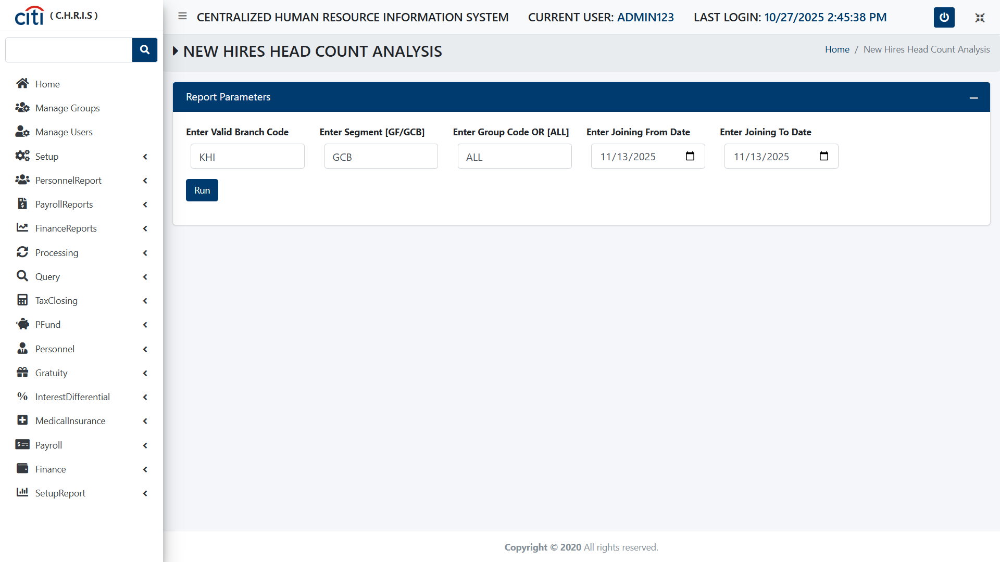 citi ( C.H.R.I.S )
CENTRALIZED HUMAN RESOURCE INFORMATION SYSTEM CURRENT USER: ADMIN123 LAST LOGIN: 10/27/2025 2:45:38 PM
NEW HIRES HEAD COUNT ANALYSIS
Home / New Hires Head Count Analysis
Home
Manage Groups
Manage Users
Setup
PersonnelReport
PayrollReports
FinanceReports
Processing
Query
TaxClosing
PFund
Personnel
Gratuity
% InterestDifferential
MedicalInsurance
Payroll
Finance
SetupReport
Report Parameters
Enter Valid Branch Code Enter Segment [GF/GCB] Enter Group Code OR [ALL] Enter Joining From Date Enter Joining To Date
KHI GCB ALL 11/13/2025 11/13/2025
Run
Copyright © 2020 All rights reserved.